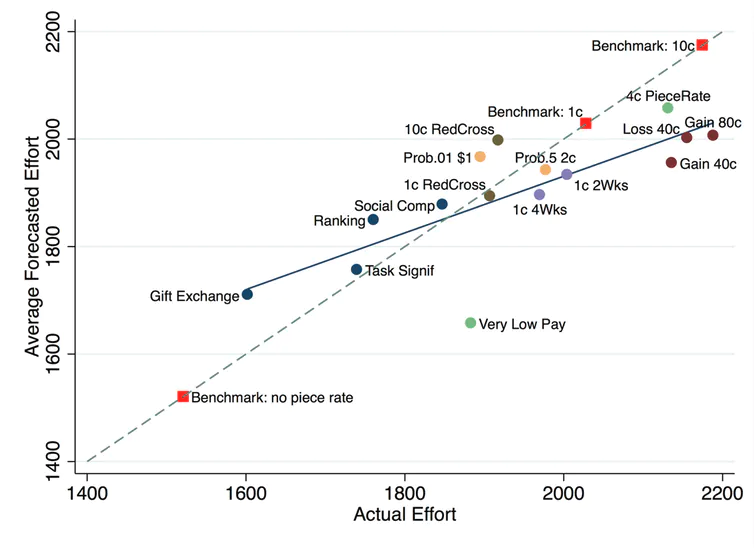 2200
2000
1800
1600
1400
Average Forecasted Effort
Benchmark: 10c
4c PieceRate
Benchmark: 1c
Gain 80c
10c RedCross
Loss 40c
Prob.01 $1
Prob.5 2c
Gain 40c
1c RedCross
1c 2Wks
Social Comp
1c 4Wks
Ranking
Task Signif
Gift Exchange
Very Low Pay
Benchmark: no piece rate
1400 1600 1800 2000 2200
Actual Effort